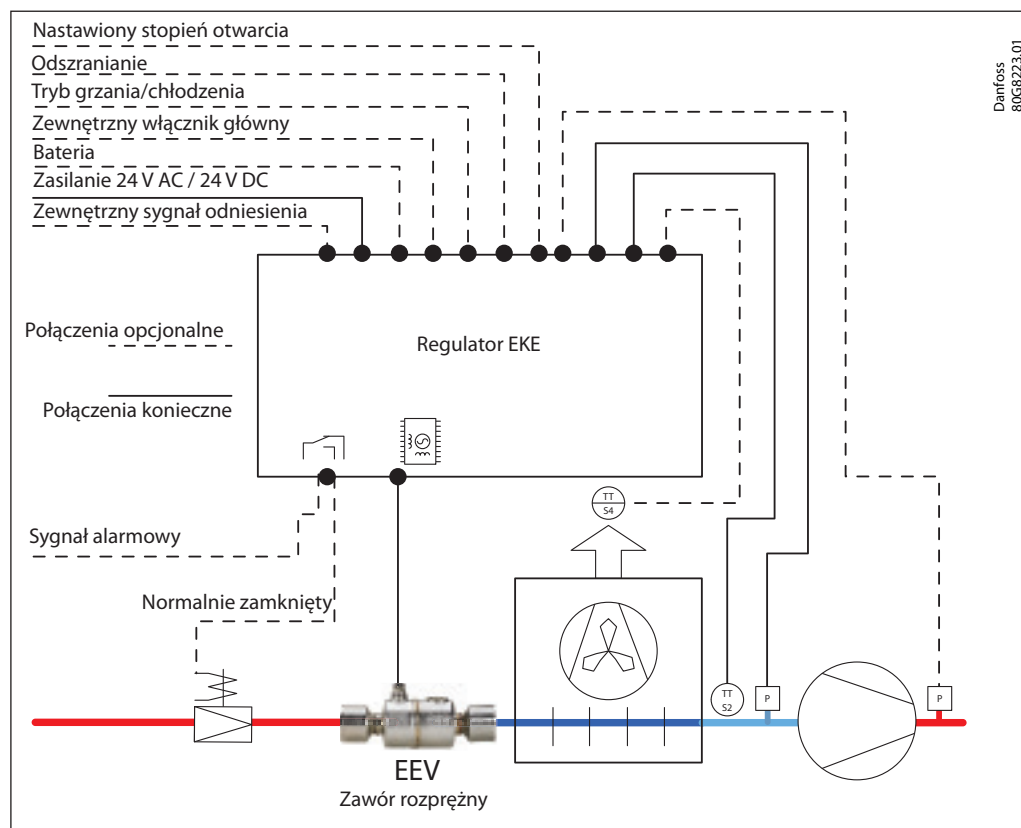 Nastawiony stopień otwarcia
Odszranianie
Tryb grzania/chłodzenia
Zewnętrzny włącznik główny
Bateria
Zasilanie 24 V AC / 24 V DC
Zewnętrzny sygnał odniesienia
Danfoss
80G8223.01
Połączenia opcjonalne
Regulator EKE
Połączenia konieczne
TT
S4
Sygnał alarmowy
Normalnie zamknięty
TT
S2
P
P
EEV
Zawór rozprężny